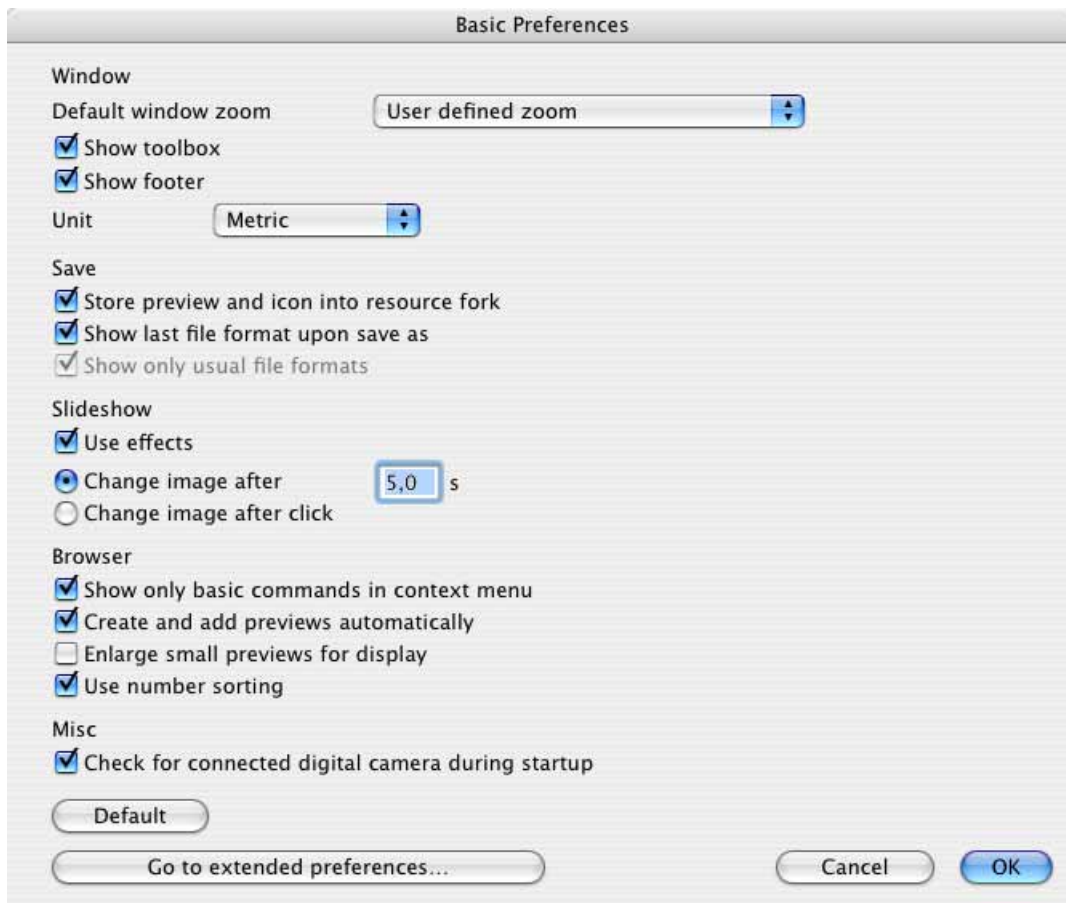 Basic Preferences
Window
Default window zoom User defined zoom
Show toolbox
Show footer
Unit Metric
Save
Store preview and icon into resource fork
Show last file format upon save as
Show only usual file formats
Slideshow
Use effects
Change image after 5,0 s
Change image after click
Browser
Show only basic commands in context menu
Create and add previews automatically
Enlarge small previews for display
Use number sorting
Misc
Check for connected digital camera during startup
Default
Go to extended preferences... Cancel OK